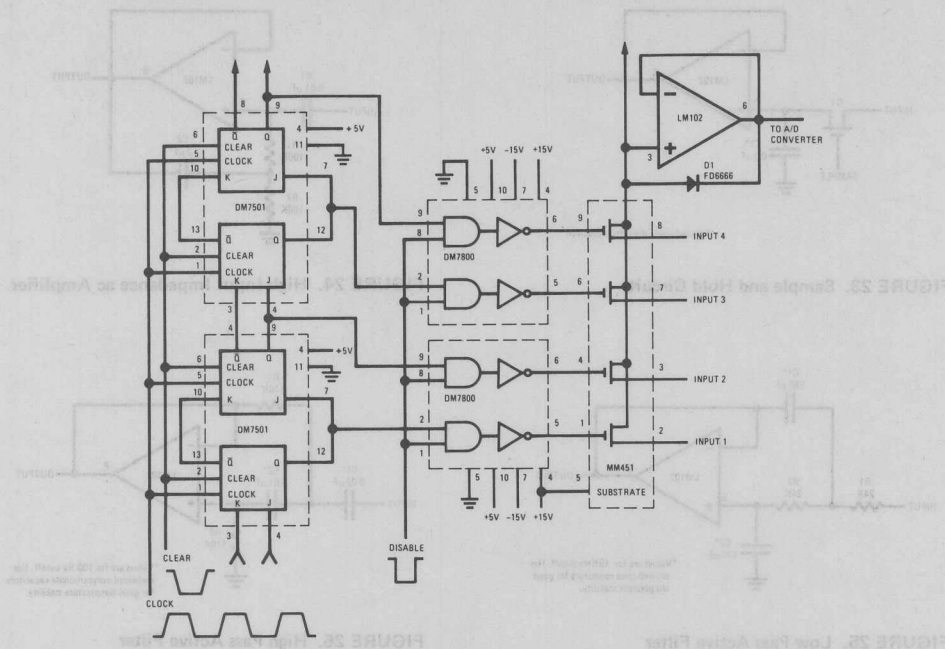 8
9
6
Q̅
Q
4
+5V
CLEAR
11
5
CLOCK
10
K
J
7
DM7501
13
Q̅
Q
12
2
CLEAR
1
CLOCK
K
J
3
4
4
9
Q̅
Q
4
+5V
6
CLEAR
11
5
CLOCK
10
K
J
7
DM7501
13
Q̅
Q
12
2
CLEAR
1
CLOCK
K
J
3
4
CLEAR
CLOCK
DISABLE
+5V
-15V
+15V
5
10
7
4
9
8
6
DM7800
2
1
5
9
8
6
DM7800
2
1
5
5
10
7
4
+5V
-15V
+15V
9
8
INPUT 4
6
7
INPUT 3
4
3
INPUT 2
1
2
INPUT 1
MM451
5
SUBSTRATE
LM102
6
3
TO A/D
CONVERTER
D1
FD6666
FIGURE 23. Sample and Hold Circuit
FIGURE 24. High Input Impedance ac Amplifier
FIGURE 25. Low Pass Active Filter
FIGURE 26. High Pass Active Filter